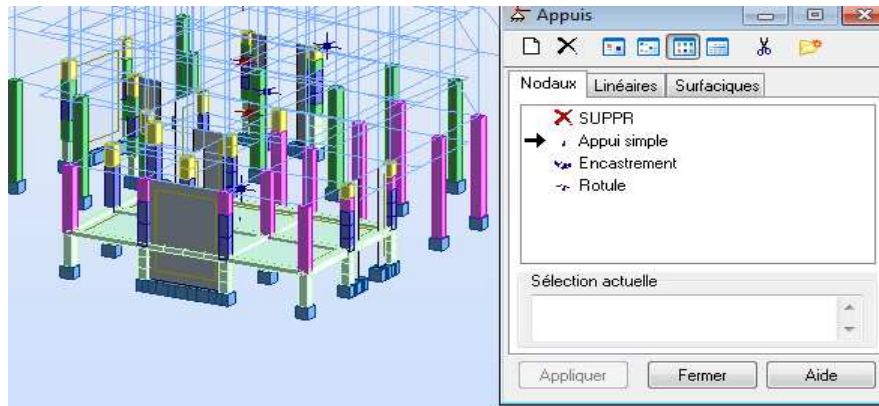 Appuis
Nodaux Linéaires Surfaciques
SUPPR
Appui simple
Encastrement
Rotule
Sélection actuelle
Appliquer Fermer Aide